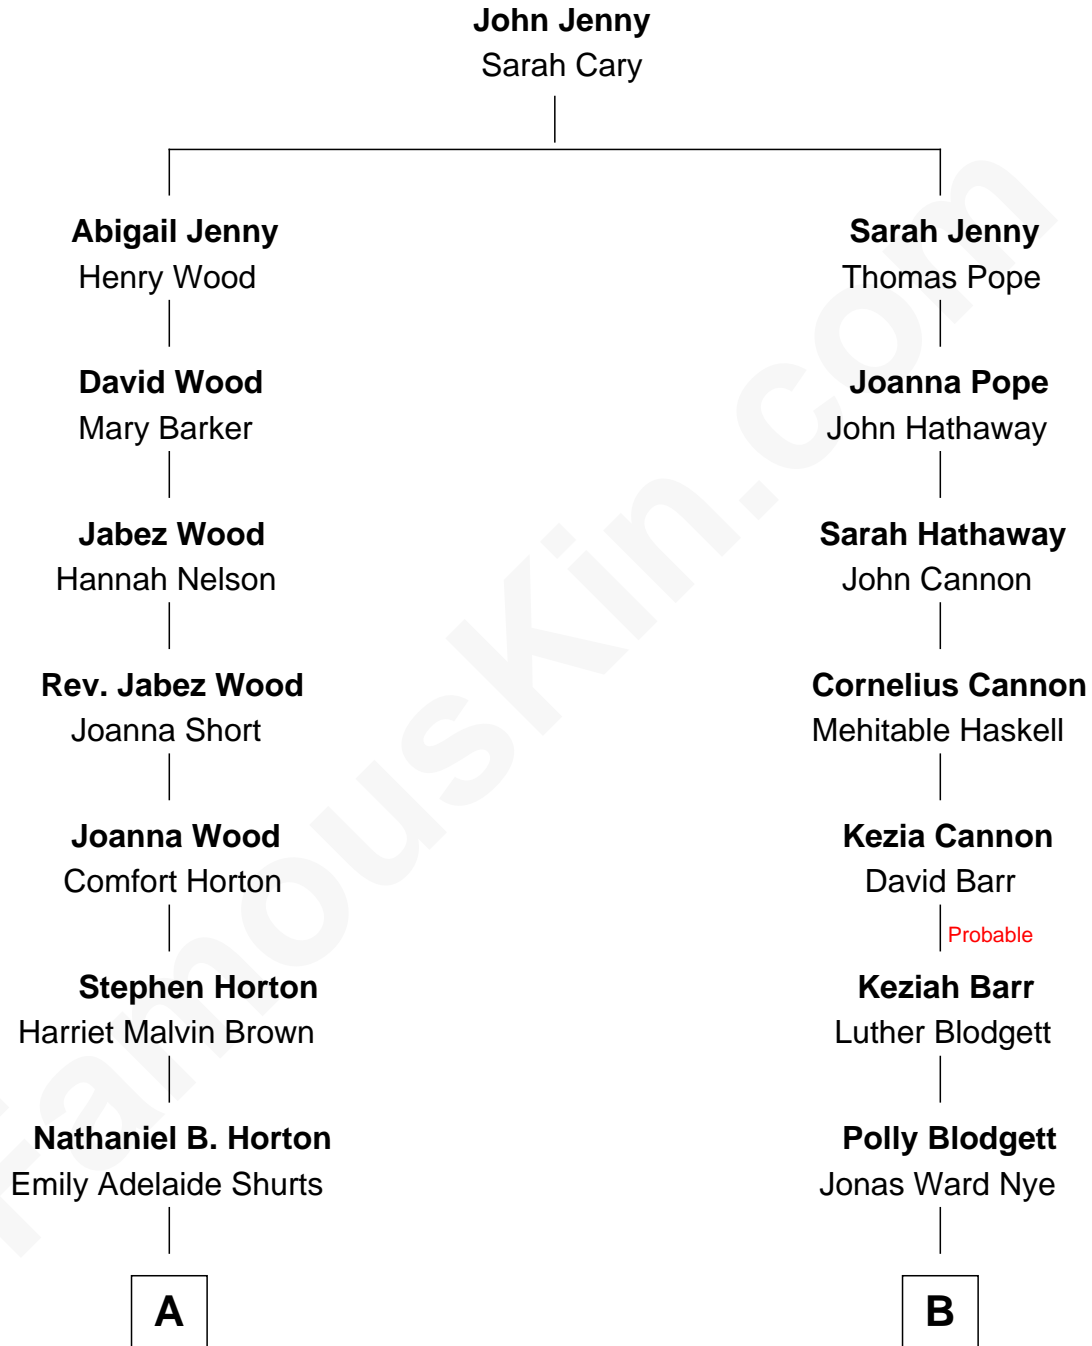 John Jenny
Sarah Cary
Abigail Jenny
Henry Wood
David Wood
Mary Barker
Jabez Wood
Hannah Nelson
Rev. Jabez Wood
Joanna Short
Joanna Wood
Comfort Horton
Stephen Horton
Harriet Malvin Brown
Nathaniel B. Horton
Emily Adelaide Shurts
A
Sarah Jenny
Thomas Pope
Joanna Pope
John Hathaway
Sarah Hathaway
John Cannon
Cornelius Cannon
Mehitable Haskell
Kezia Cannon
David Barr
Probable
Keziah Barr
Luther Blodgett
Polly Blodgett
Jonas Ward Nye
B
FamousKin.com